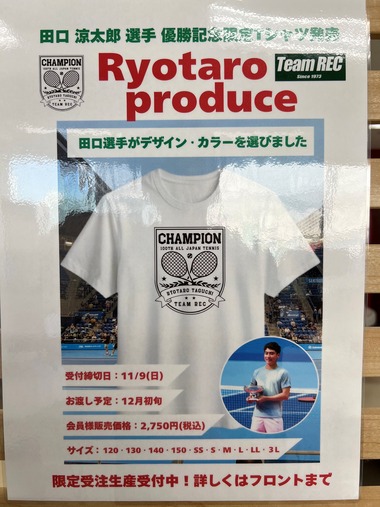 田口 涼太郎 選手 優勝記念限定Tシャツ発売
CHAMPION
100TH ALL JAPAN TENNIS
RYOTARO TAGUCHI
TEAM REC
Ryotaro
produce
Team REC
Since 1973
田口選手がデザイン・カラーを選びました
CHAMPION
100TH ALL JAPAN TENNIS
RYOTARO TAGUCHI
TEAM REC
受付締切日：11/9(日)
お渡し予定：12月初旬
会員様販売価格：2,750円(税込)
サイズ：120・130・140・150・SS・S・M・L・LL・3L
限定受注生産受付中！詳しくはフロントまで